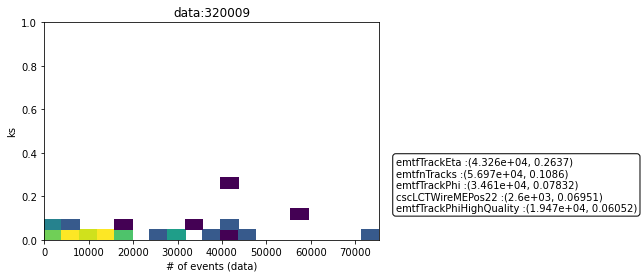 data:320009
1.0
0.8
0.6
0.4
0.2
0.0
ks
0 10000 20000 30000 40000 50000 60000 70000
# of events (data)
emtfTrackEta :(4.326e+04, 0.2637)
emtfnTracks :(5.697e+04, 0.1086)
emtfTrackPhi :(3.461e+04, 0.07832)
cscLCTWireMEPos22 :(2.6e+03, 0.06951)
emtfTrackPhiHighQuality :(1.947e+04, 0.06052)